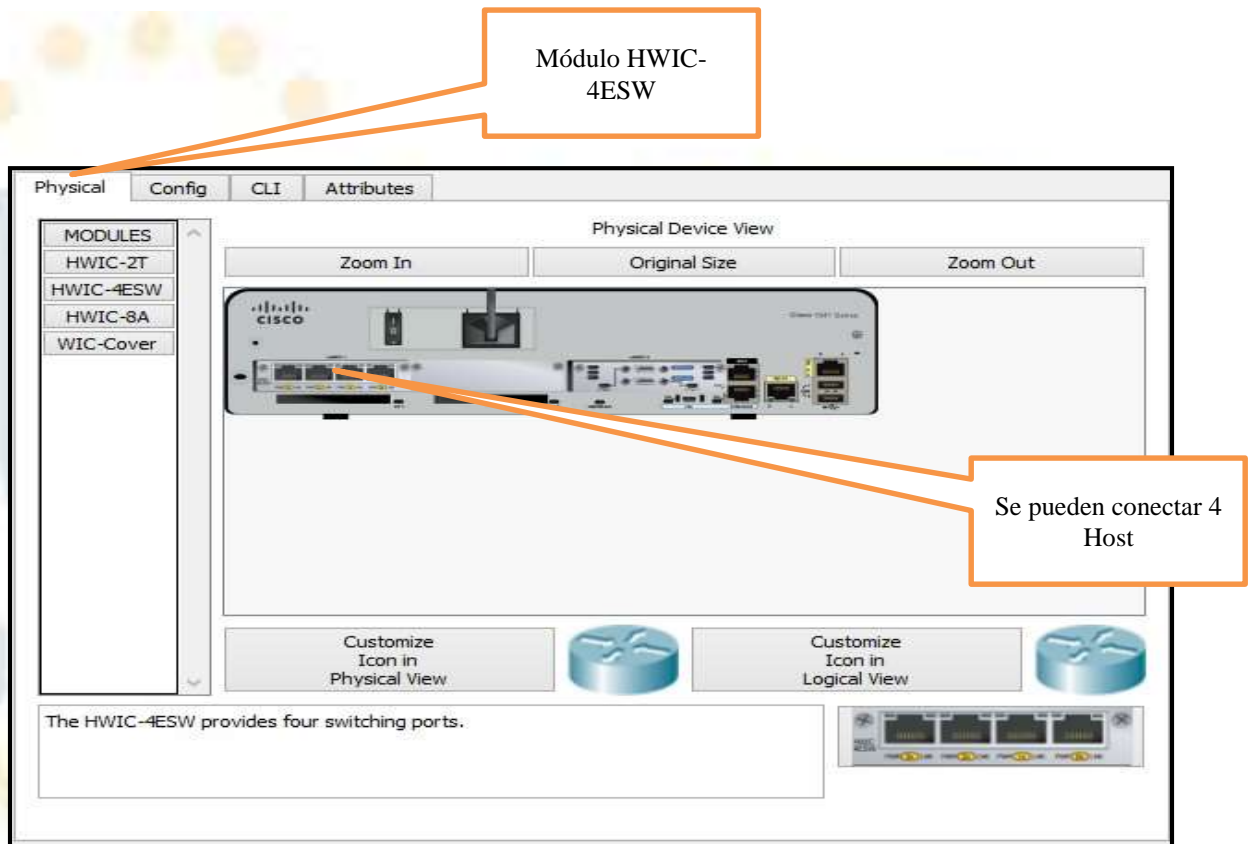 Módulo HWIC-
4ESW
Physical
Config
CLI
Attributes
MODULES
HWIC-2T
HWIC-4ESW
HWIC-8A
WIC-Cover
Physical Device View
Zoom In
Original Size
Zoom Out
CISCO
Se pueden conectar 4
Host
Customize
Icon in
Physical View
Customize
Icon in
Logical View
The HWIC-4ESW provides four switching ports.